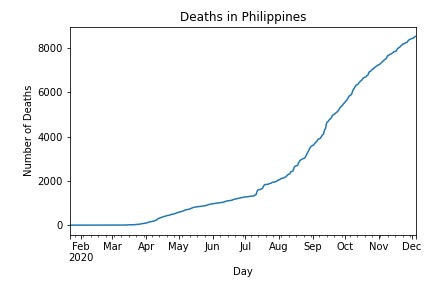 Deaths in Philippines
Number of Deaths
8000
6000
4000
2000
0
Feb Mar Apr May Jun Jul Aug Sep Oct Nov Dec
2020
Day